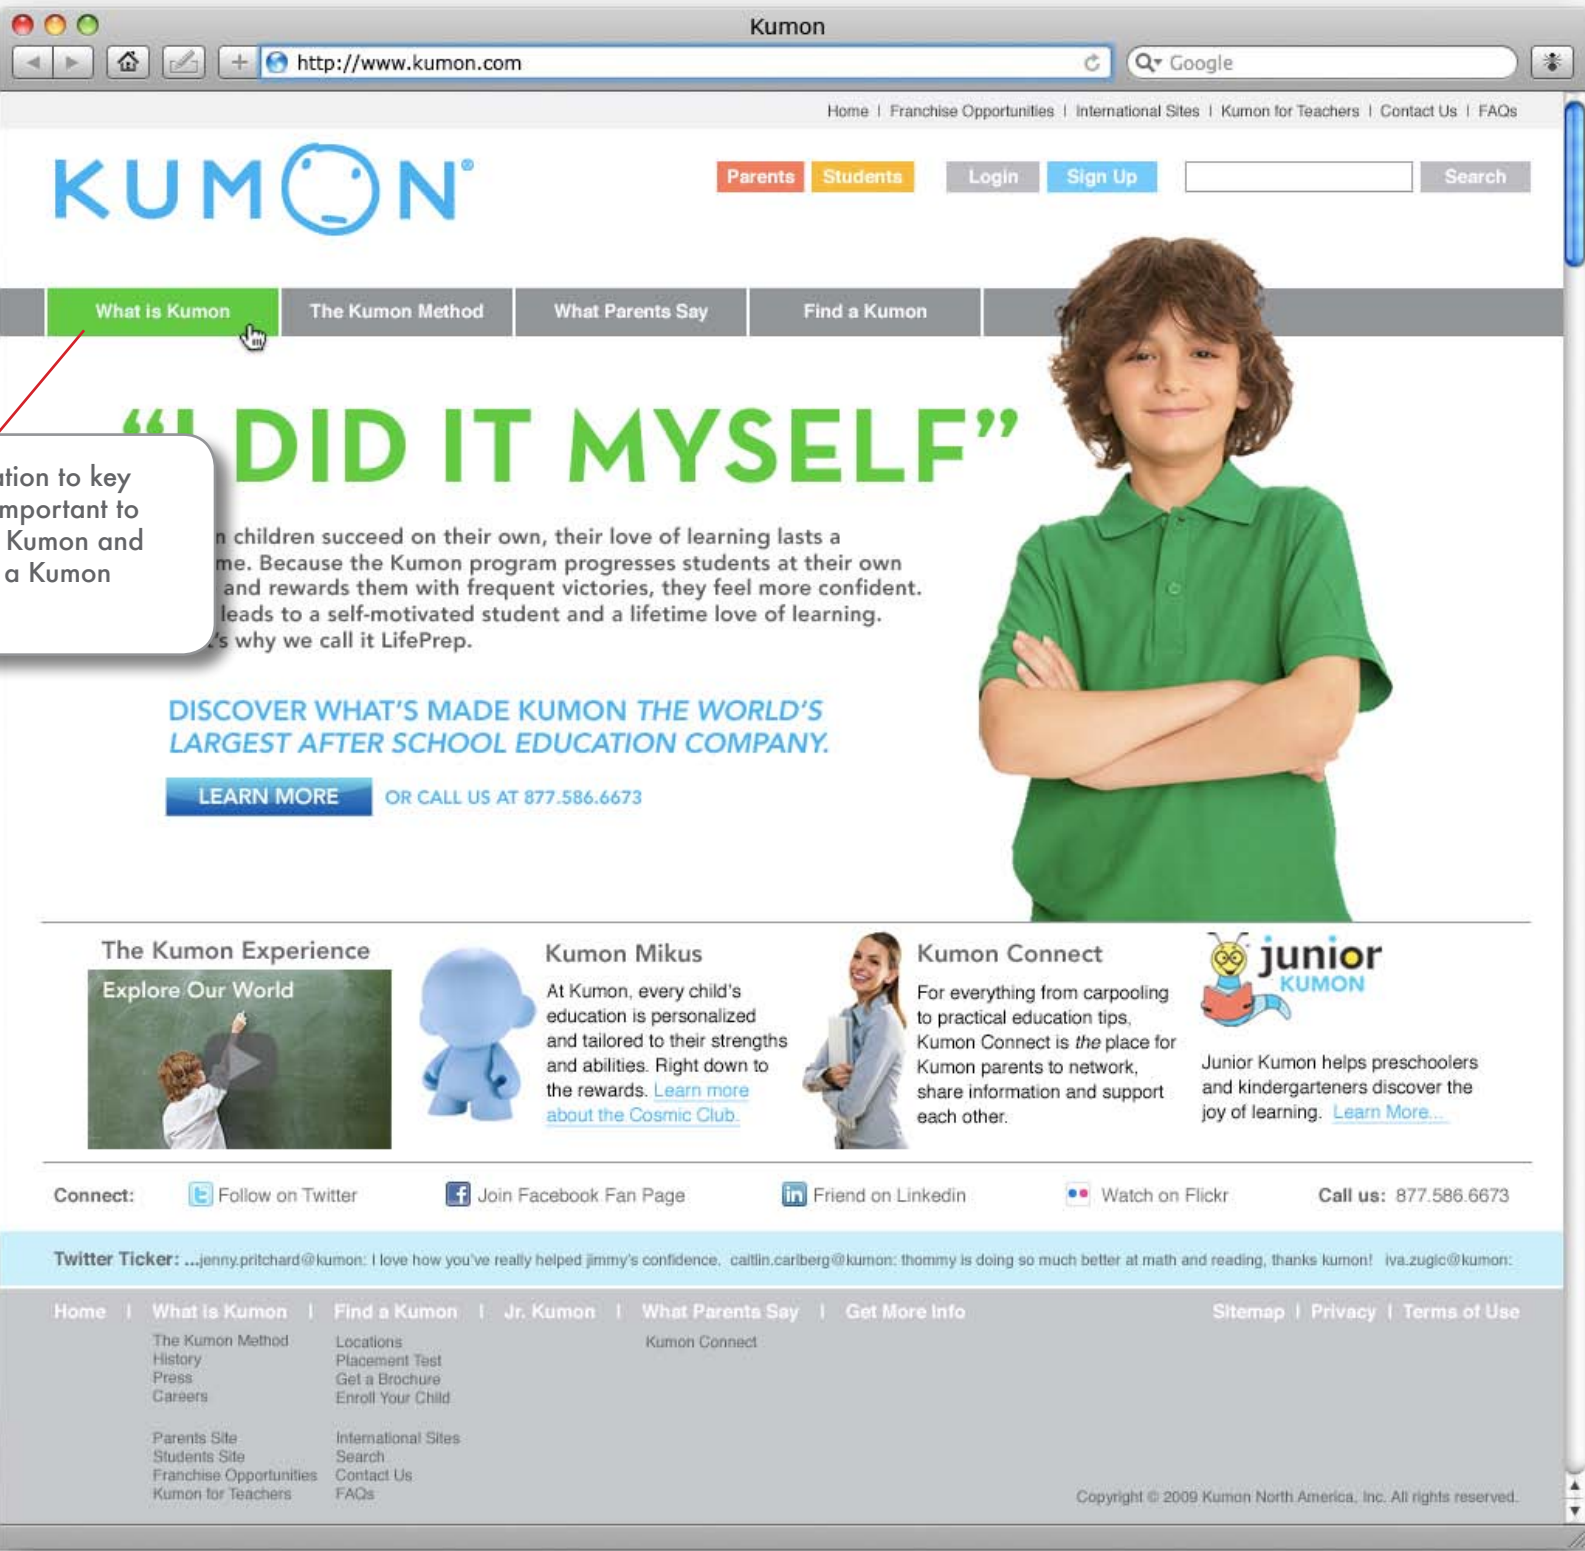 Kumon
http://www.kumon.com
Google
Home | Franchise Opportunities | International Sites | Kumon for Teachers | Contact Us | FAQs
KUMON®
Parents Students Login Sign Up Search
What is Kumon The Kumon Method What Parents Say Find a Kumon
“I DID IT MYSELF”
to key
important to
Kumon and
a Kumon
children succeed on their own, their love of learning lasts a
Because the Kumon program progresses students at their own
and rewards them with frequent victories, they feel more confident.
leads to a self-motivated student and a lifetime love of learning.
why we call it LifePrep.
DISCOVER WHAT'S MADE KUMON THE WORLD'S
LARGEST AFTER SCHOOL EDUCATION COMPANY.
LEARN MORE OR CALL US AT 877.586.6673
The Kumon Experience
Explore Our World
Kumon Mikus
At Kumon, every child's
education is personalized
and tailored to their strengths
and abilities. Right down to
the rewards. Learn more
about the Cosmic Club.
Kumon Connect
For everything from carpooling
to practical education tips,
Kumon Connect is the place for
Kumon parents to network,
share information and support
each other.
junior
KUMON
Junior Kumon helps preschoolers
and kindergarteners discover the
joy of learning. Learn More...
Connect: Follow on Twitter Join Facebook Fan Page Friend on Linkedin Watch on Flickr Call us: 877.586.6673
Twitter Ticker: ...jenny.pritchard@kumon: I love how you've really helped jimmy's confidence. caitlin.carlberg@kumon: thommy is doing so much better at math and reading, thanks kumon! iva.zugic@kumon:
Home | What is Kumon | Find a Kumon | Jr. Kumon | What Parents Say | Get More Info Sitemap | Privacy | Terms of Use
The Kumon Method Locations Kumon Connect
History Placement Test
Press Get a Brochure
Careers Enroll Your Child
Parents Site International Sites
Students Site Search
Franchise Opportunities Contact Us
Kumon for Teachers FAQs
Copyright © 2009 Kumon North America, Inc. All rights reserved.